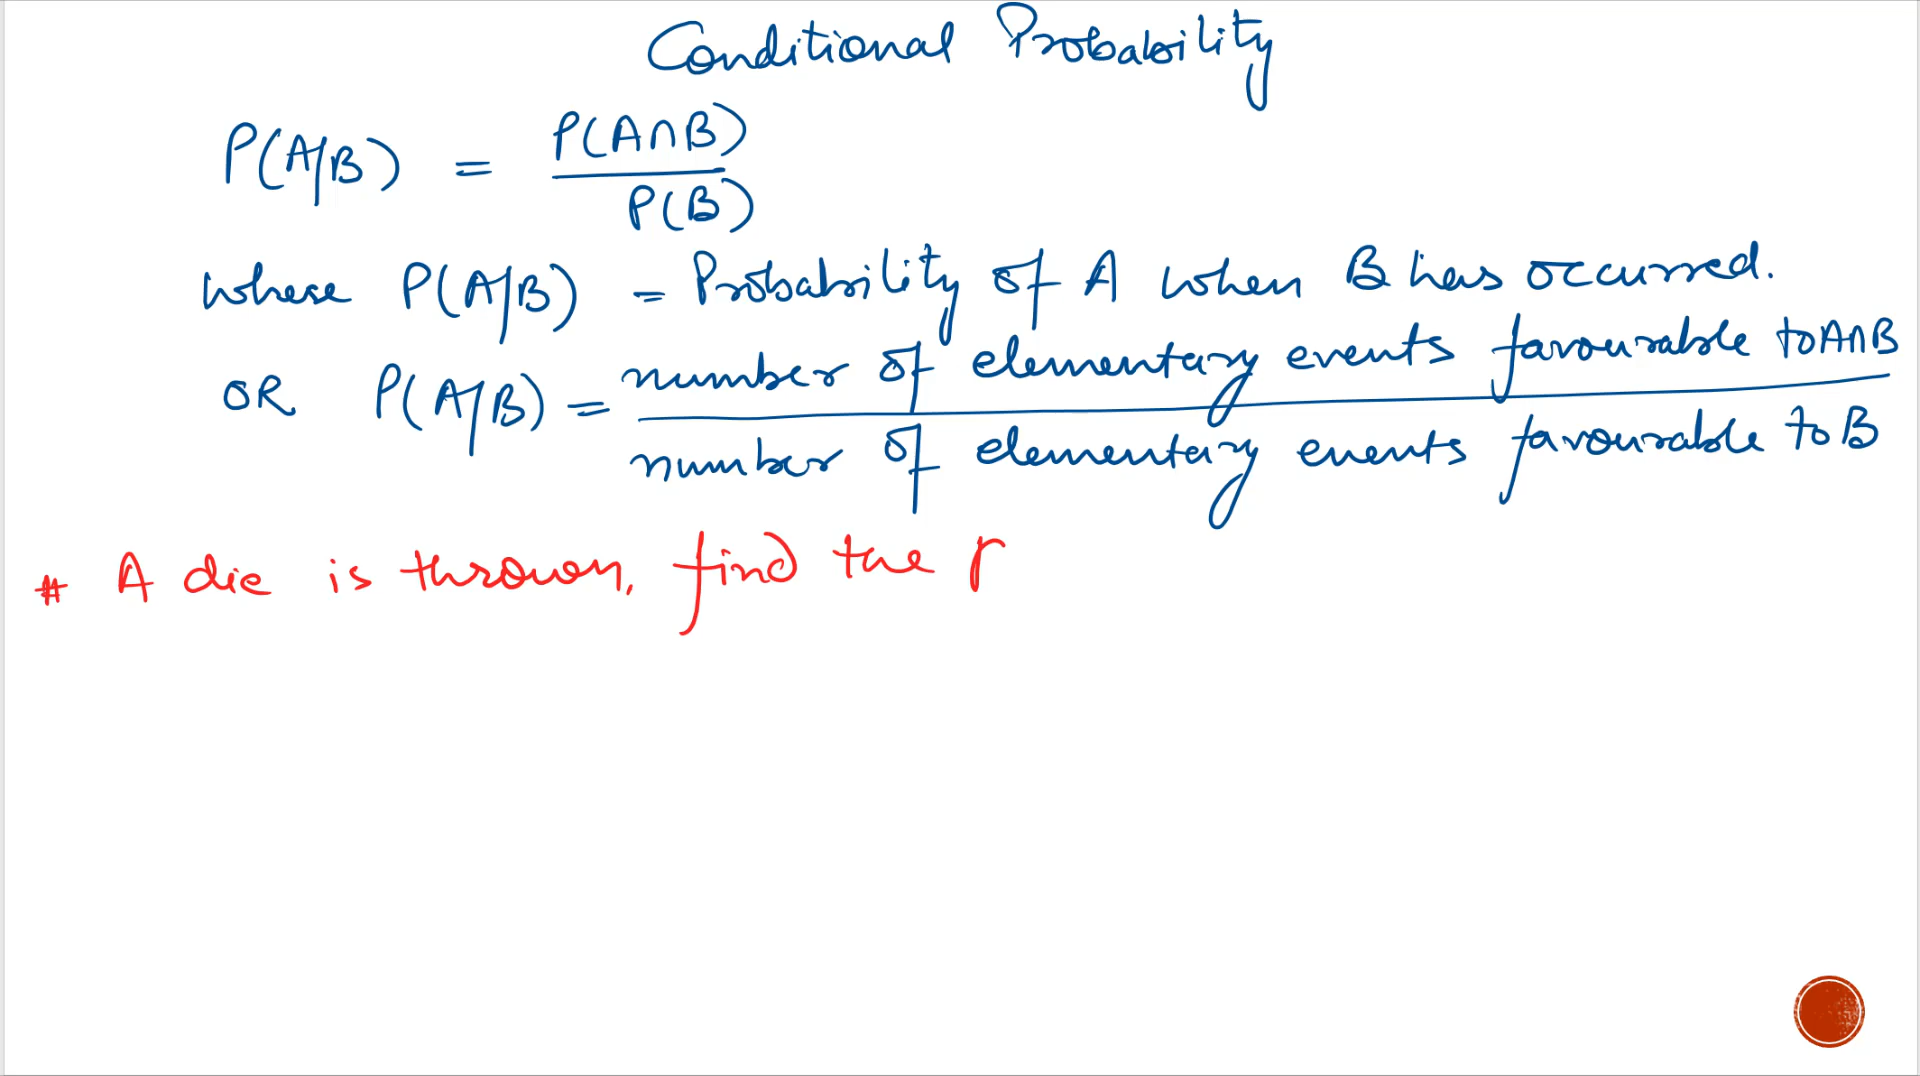 Conditional Probability
P(A/B) = P(A∩B)
P(B)
where P(A/B) = Probability of A when B has occurred.
OR P(A/B) = number of elementary events favourable to A∩B
number of elementary events favourable to B
# A die is thrown, find the